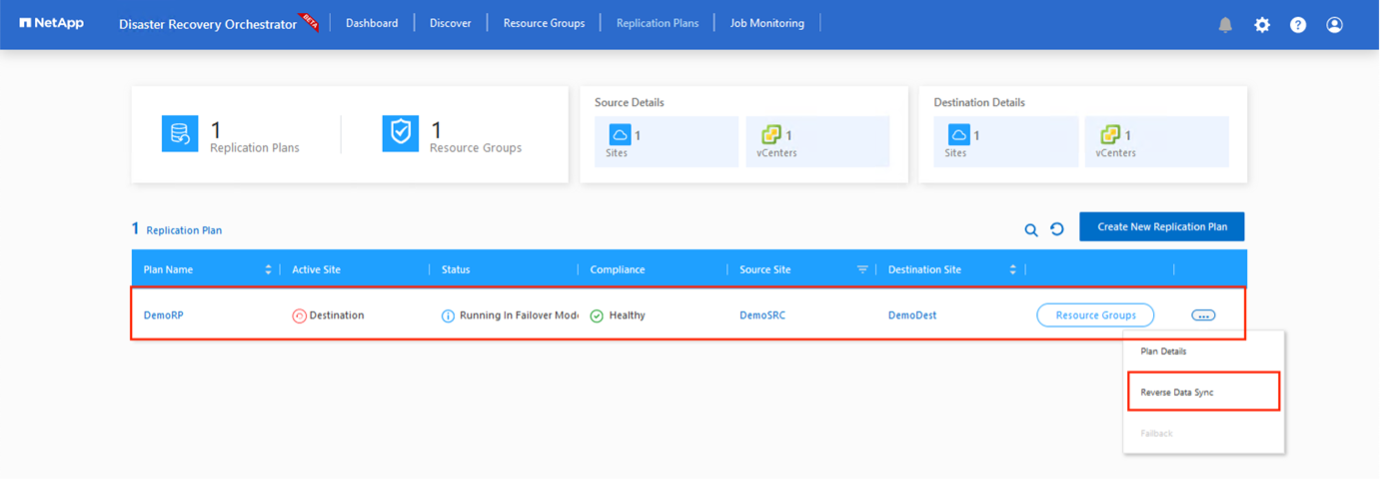 NetApp
Disaster Recovery Orchestrator BETA
Dashboard
Discover
Resource Groups
Replication Plans
Job Monitoring
1
Replication Plans
1
Resource Groups
Source Details
1
Sites
1
vCenters
Destination Details
1
Sites
1
vCenters
1 Replication Plan
Create New Replication Plan
Plan Name
Active Site
Status
Compliance
Source Site
Destination Site
DemoRP
Destination
Running In Failover Mode
Healthy
DemoSRC
DemoDest
Resource Groups
...
Plan Details
Reverse Data Sync
Failback